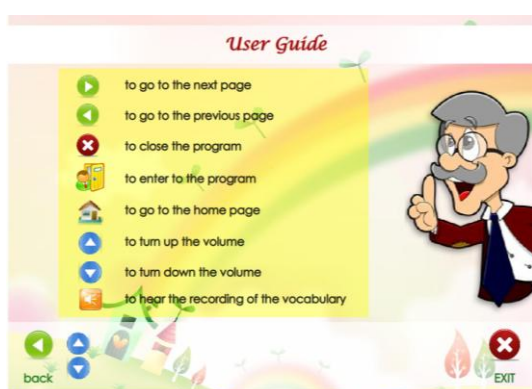 User Guide
to go to the next page
to go to the previous page
to close the program
to enter to the program
to go to the home page
to turn up the volume
to turn down the volume
to hear the recording of the vocabulary
back
EXIT